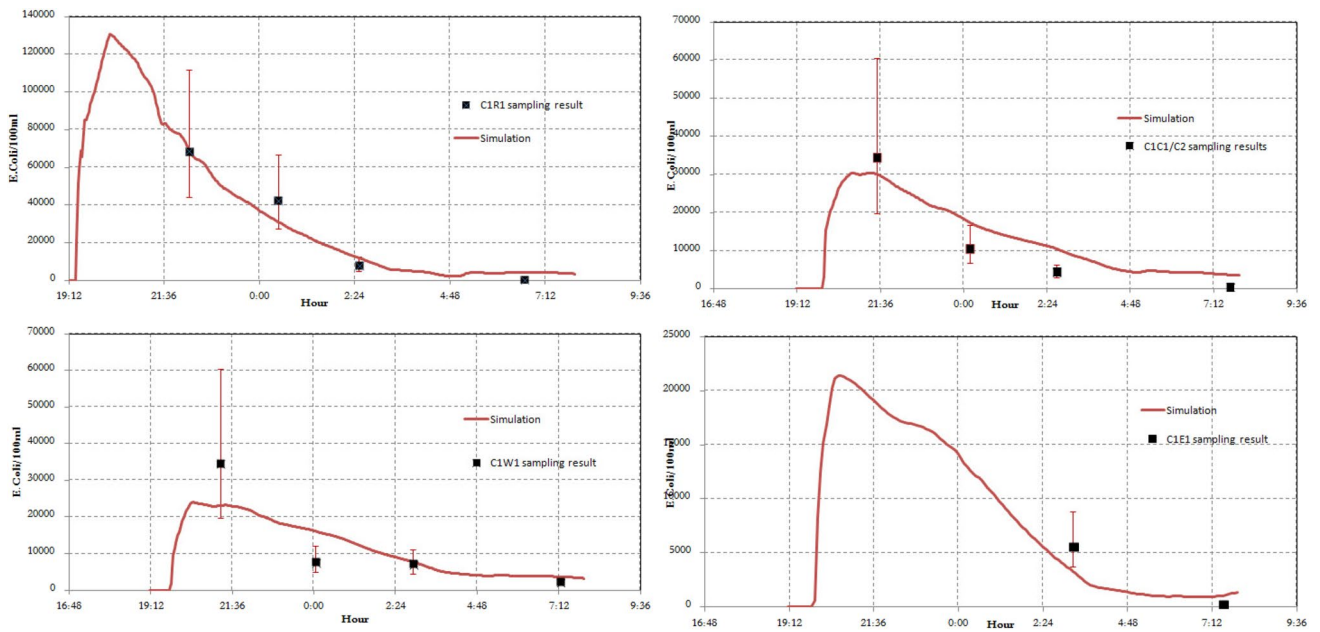 140000
120000
100000
80000
60000
40000
20000
0
E.Coli/100ml
C1R1 sampling result
Simulation
19:12 21:36 0:00 2:24 4:48 7:12 9:36
Hour
70000
60000
50000
40000
30000
20000
10000
0
E.Coli/100ml
Simulation
C1C1/C2 sampling results
16:48 19:12 21:36 0:00 2:24 4:48 7:12 9:36
Hour
70000
60000
50000
40000
30000
20000
10000
0
E.Coli/100ml
Simulation
C1W1 sampling result
16:48 19:12 21:36 0:00 2:24 4:48 7:12 9:36
Hour
25000
20000
15000
10000
5000
0
E.Coli/100ml
Simulation
C1E1 sampling result
16:48 19:12 21:36 0:00 2:24 4:48 7:12 9:36
Hour